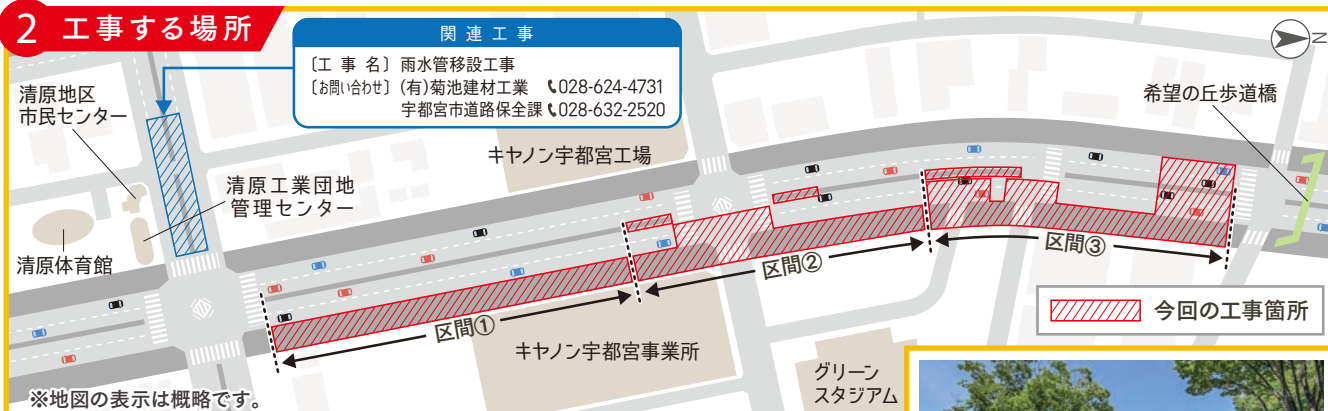 2 工事する場所
関連工事
〔工 事 名〕 雨水管移設工事
〔お問い合わせ〕 (有)菊池建材工業 028-624-4731
宇都宮市道路保全課 028-632-2520
N
清原地区
市民センター
清原工業団地
管理センター
清原体育館
キヤノン宇都宮工場
希望の丘歩道橋
区間①
区間②
区間③
キヤノン宇都宮事業所
グリーン
スタジアム
今回の工事箇所
※地図の表示は概略です。